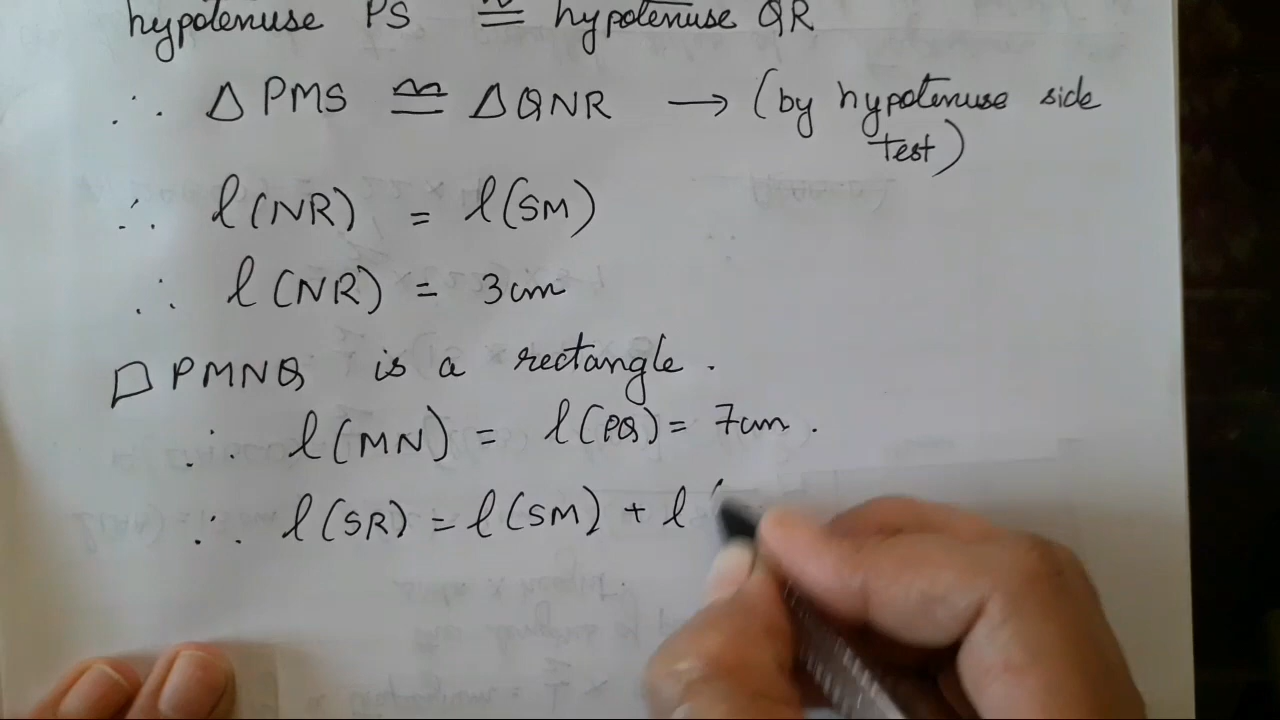 hypotenuse PS ≅ hypotenuse QR
∴ Δ PMS ≅ ΔQNR → (by hypotenuse side
test)
∴ l(NR) = l(SM)
∴ l(NR) = 3cm
□ PMNQ is a rectangle.
∴ l(MN) = l(PQ) = 7cm.
∴ l(SR) = l(SM) + l(